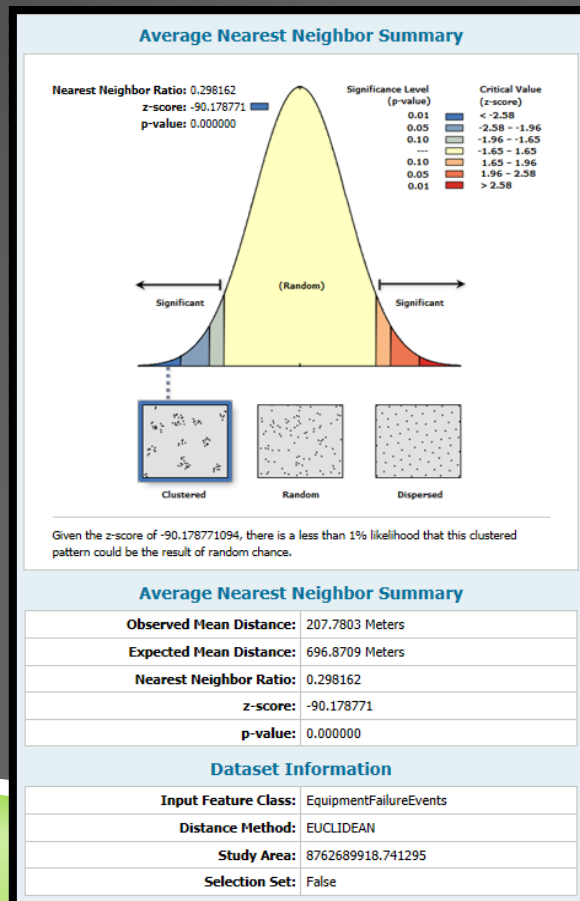 Average Nearest Neighbor Summary
Nearest Neighbor Ratio: 0.298162
z-score: -90.178771
p-value: 0.000000
Significance Level (p-value) Critical Value (z-score)
0.01 < -2.58
0.05 -2.58 - -1.96
0.10 -1.96 - -1.65
--- -1.65 - 1.65
0.10 1.65 - 1.96
0.05 1.96 - 2.58
0.01 > 2.58
Significant (Random) Significant
Clustered Random Dispersed
Given the z-score of -90.178771094, there is a less than 1% likelihood that this clustered
pattern could be the result of random chance.
Average Nearest Neighbor Summary
Observed Mean Distance: 207.7803 Meters
Expected Mean Distance: 696.8709 Meters
Nearest Neighbor Ratio: 0.298162
z-score: -90.178771
p-value: 0.000000
Dataset Information
Input Feature Class: EquipmentFailureEvents
Distance Method: EUCLIDEAN
Study Area: 8762689918.741295
Selection Set: False